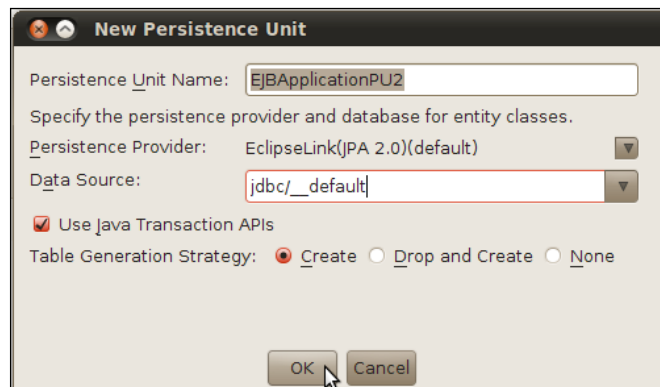 New Persistence Unit
Persistence Unit Name: EJBApplicationPU2
Specify the persistence provider and database for entity classes.
Persistence Provider: EclipseLink(JPA 2.0)(default)
Data Source: jdbc/__default
Use Java Transaction APIs
Table Generation Strategy: Create Drop and Create None
OK Cancel